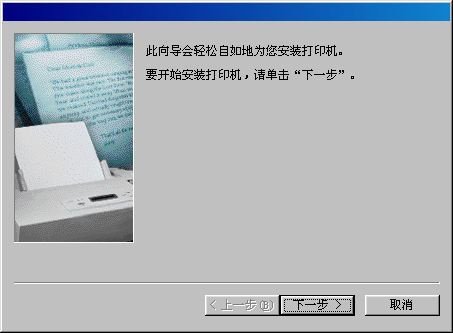 此向导会轻松自如地为您安装打印机。
要开始安装打印机，请单击“下一步”。
< 上一步(B)
下一步 >
取消